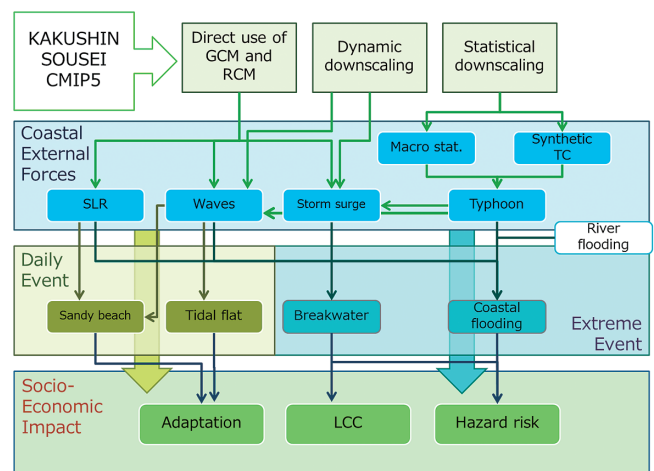 KAKUSHIN
SOUSEI
CMIP5
Direct use of
GCM and
RCM
Dynamic
downscaling
Statistical
downscaling
Coastal
External
Forces
Macro stat.
Synthetic
TC
SLR
Waves
Storm surge
Typhoon
River
flooding
Daily
Event
Sandy beach
Tidal flat
Breakwater
Coastal
flooding
Extreme
Event
Socio-
Economic
Impact
Adaptation
LCC
Hazard risk